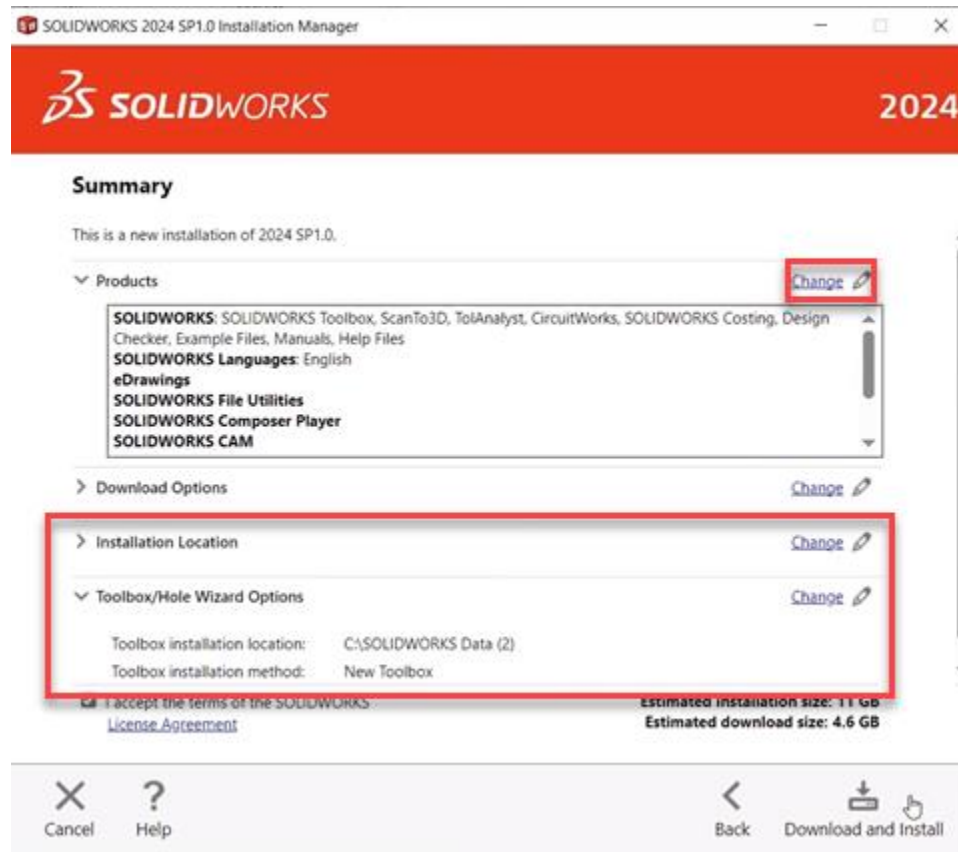 SOLIDWORKS 2024 SP1.0 Installation Manager
3DS SOLIDWORKS
2024
Summary
This is a new installation of 2024 SP1.0.
Products
Change
SOLIDWORKS: SOLIDWORKS Toolbox, ScanTo3D, TolAnalyst, CircuitWorks, SOLIDWORKS Costing, Design
Checker, Example Files, Manuals, Help Files
SOLIDWORKS Languages: English
eDrawings
SOLIDWORKS File Utilities
SOLIDWORKS Composer Player
SOLIDWORKS CAM
Download Options
Change
Installation Location
Change
Toolbox/Hole Wizard Options
Change
Toolbox installation location: C:\SOLIDWORKS Data (2)
Toolbox installation method: New Toolbox
I accept the terms of the SOLIDWORKS
License Agreement
Estimated installation size: 11 GB
Estimated download size: 4.6 GB
Cancel
Help
Back
Download and Install